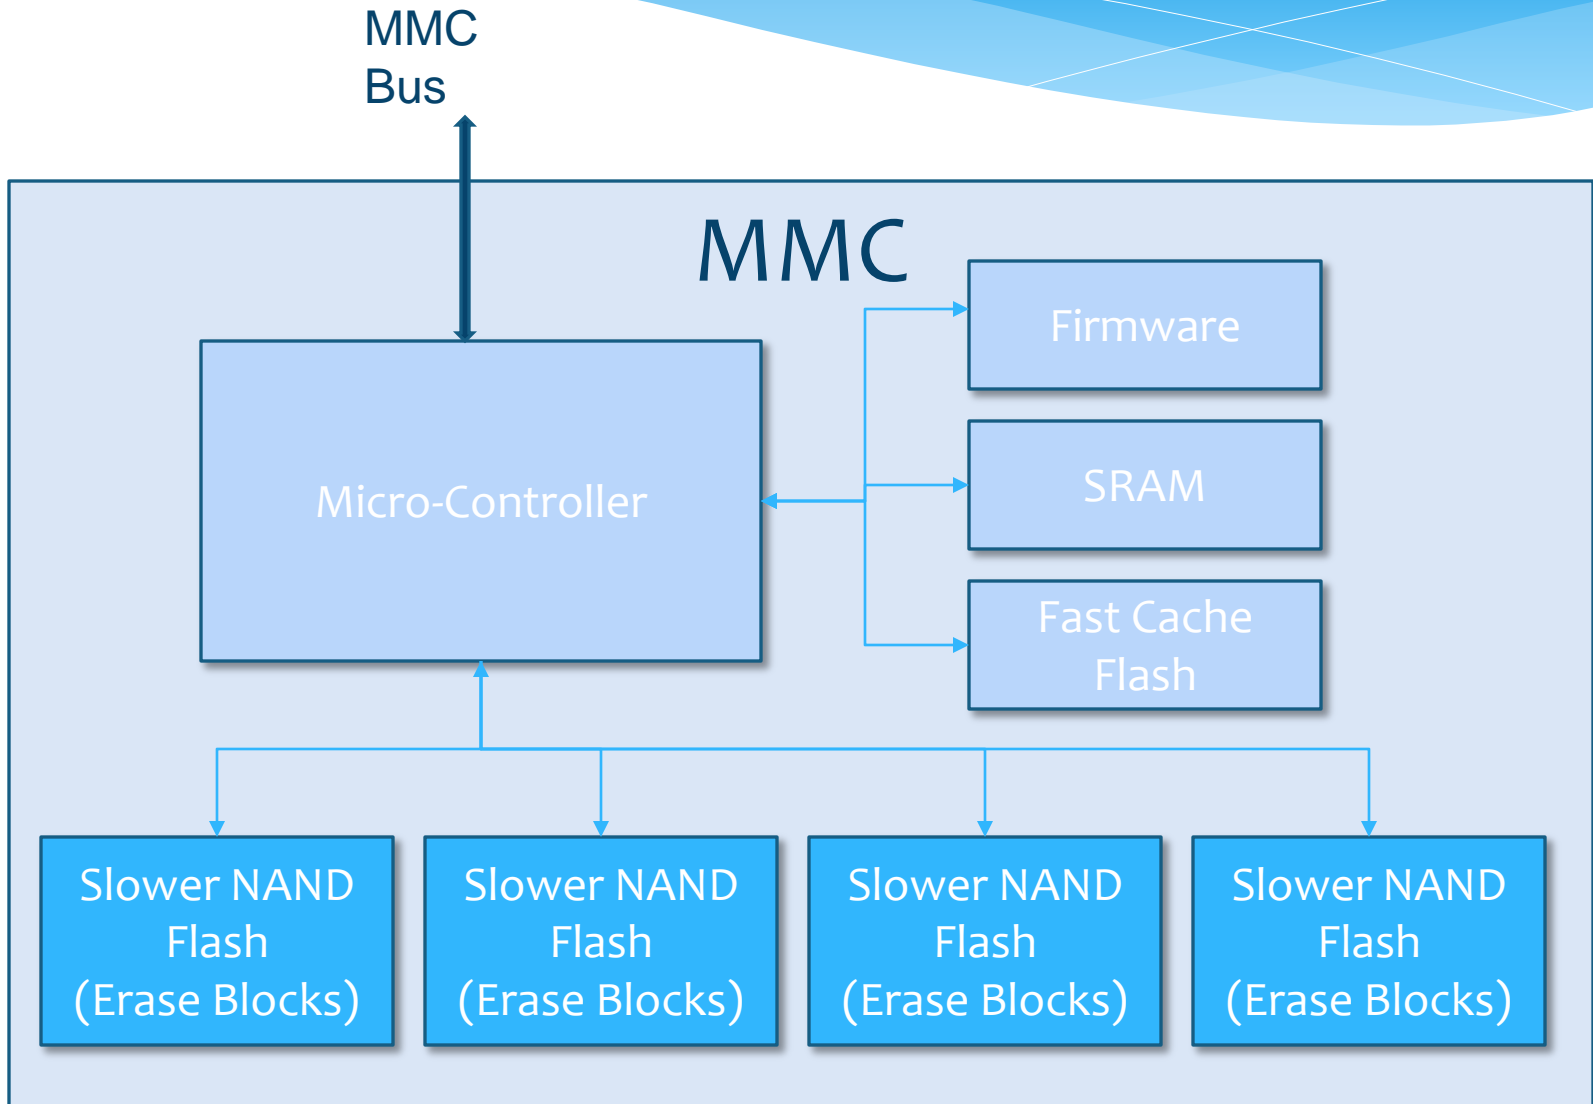 MMC
Bus
MMC
Firmware
Micro-Controller
SRAM
Fast Cache
Flash
Slower NAND
Flash
(Erase Blocks)
Slower NAND
Flash
(Erase Blocks)
Slower NAND
Flash
(Erase Blocks)
Slower NAND
Flash
(Erase Blocks)